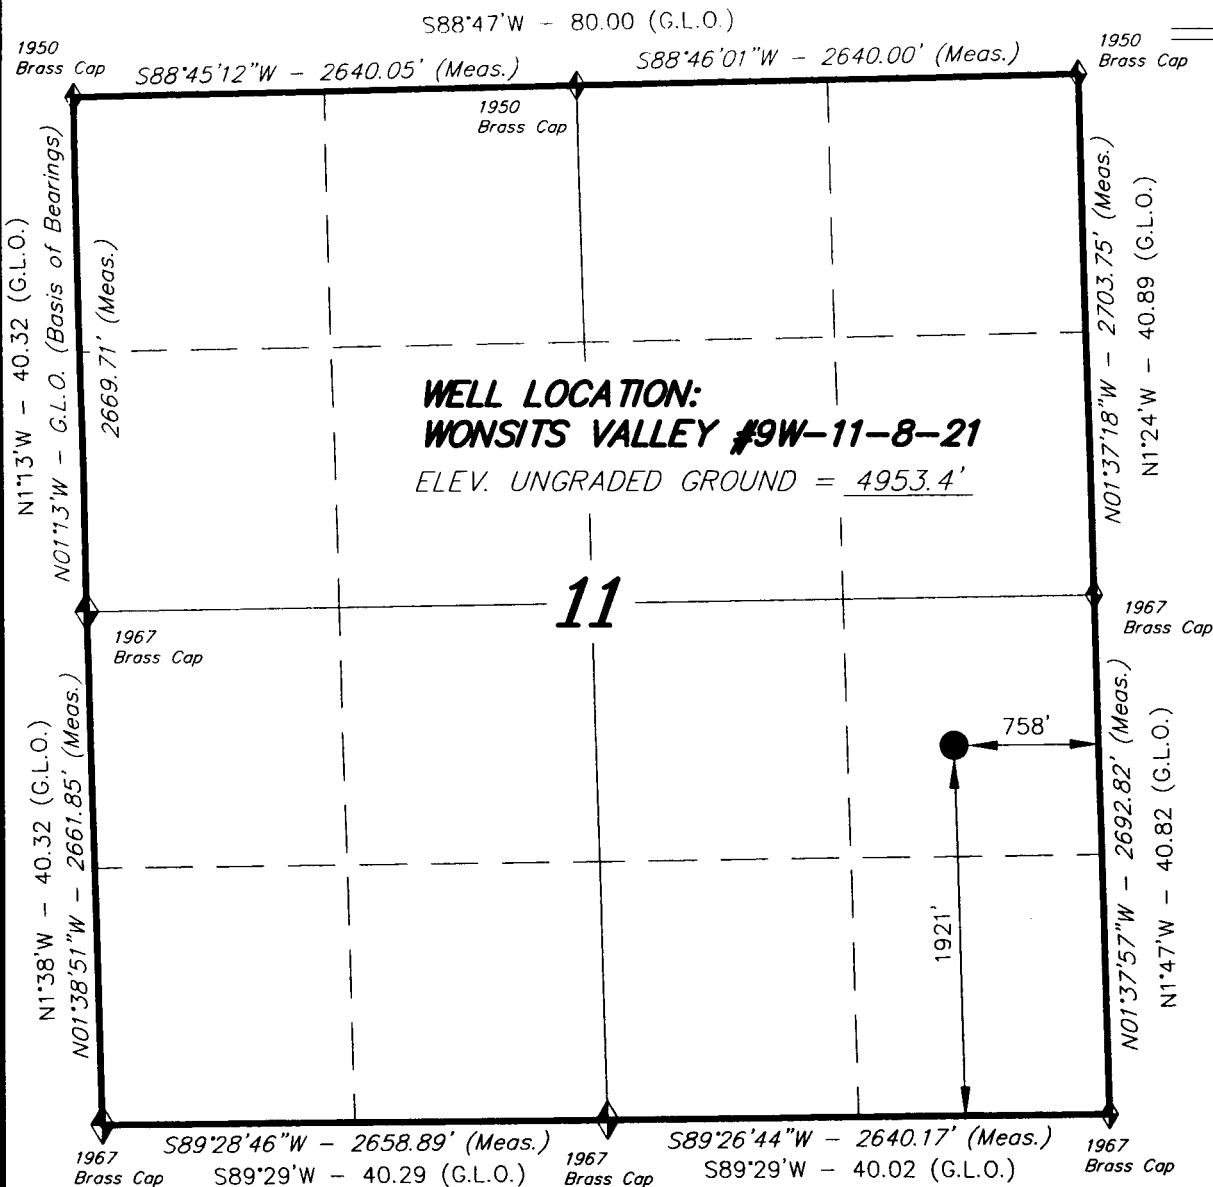 S88°47'W - 80.00 (G.L.O.)
1950
Brass Cap
S88°45'12"W - 2640.05' (Meas.)
S88°46'01"W - 2640.00' (Meas.)
1950
Brass Cap
1950
Brass Cap
N1°13'W - 40.32 (G.L.O.)
N01°13'W - G.L.O. (Basis of Bearings)
2669.71' (Meas.)
N01°37'18"W - 2703.75' (Meas.)
N1°24'W - 40.89 (G.L.O.)
WELL LOCATION:
WONSITS VALLEY #9W-11-8-21
ELEV. UNGRADED GROUND = 4953.4'
11
1967
Brass Cap
1967
Brass Cap
758'
1921'
N1°38'W - 40.32 (G.L.O.)
N01°38'51"W - 2661.85' (Meas.)
N01°37'57"W - 2692.82' (Meas.)
N1°47'W - 40.82 (G.L.O.)
1967
Brass Cap
S89°28'46"W - 2658.89' (Meas.)
S89°29'W - 40.29 (G.L.O.)
1967
Brass Cap
S89°26'44"W - 2640.17' (Meas.)
S89°29'W - 40.02 (G.L.O.)
1967
Brass Cap